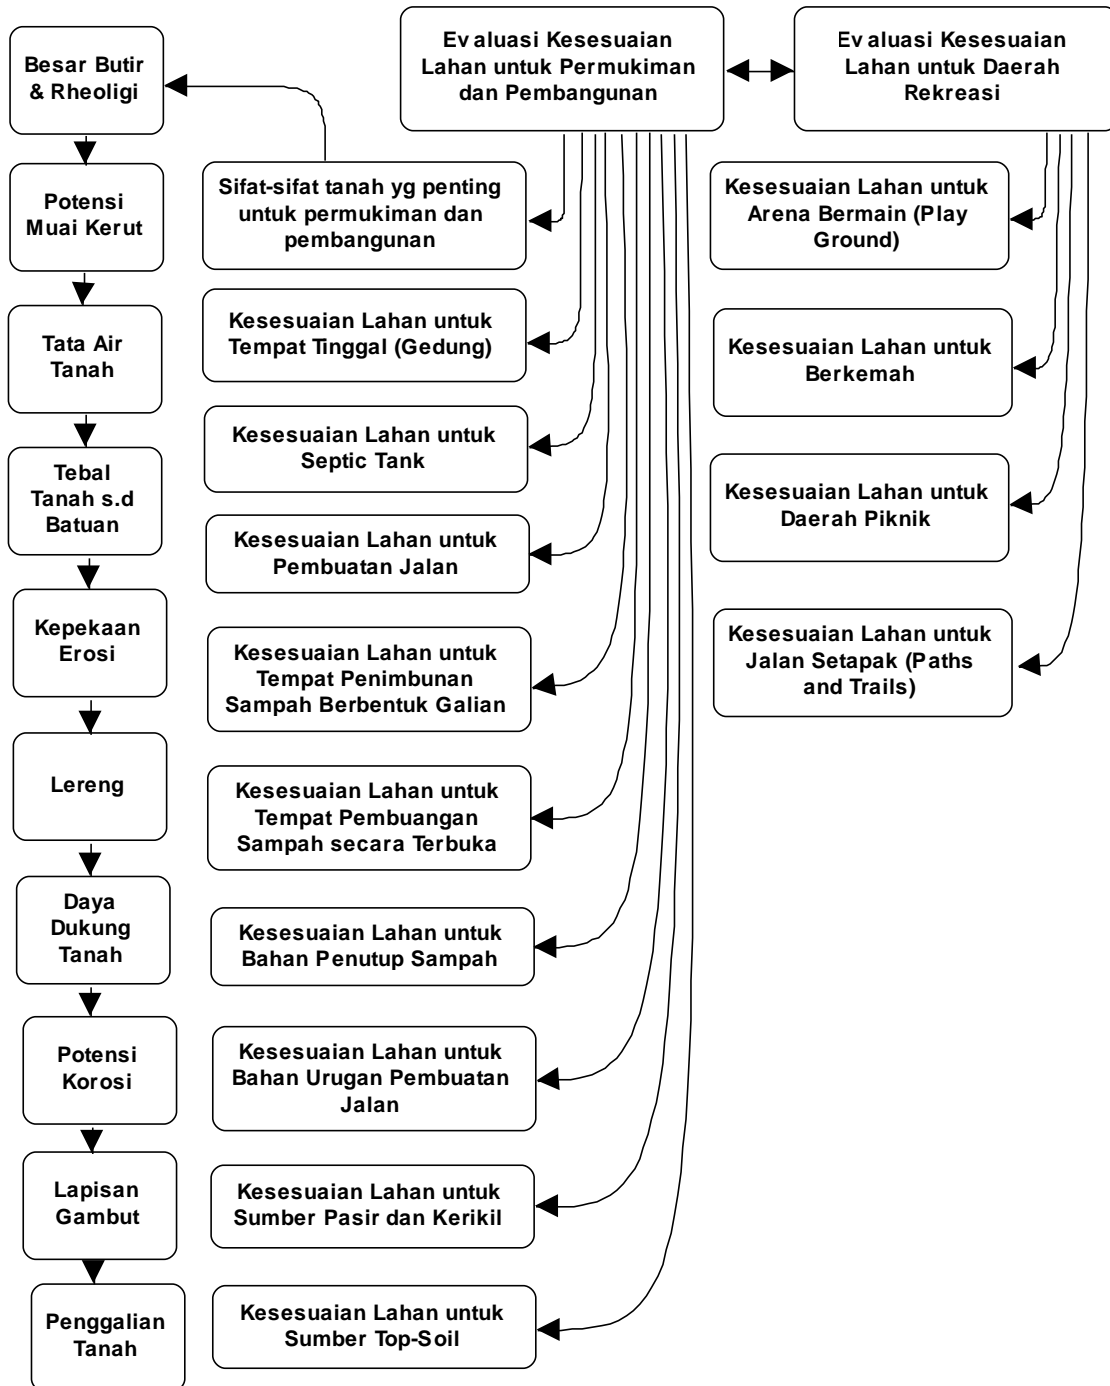 Besar Butir
& Rheoligi
Potensi
Muai Kerut
Tata Air
Tanah
Tebal
Tanah s.d
Batuan
Kepekaan
Erosi
Lereng
Daya
Dukung
Tanah
Potensi
Korosi
Lapisan
Gambut
Penggalian
Tanah
Evaluasi Kesesuaian
Lahan untuk Permukiman
dan Pembangunan
Sifat-sifat tanah yg penting
untuk permukiman dan
pembangunan
Kesesuaian Lahan untuk
Tempat Tinggal (Gedung)
Kesesuaian Lahan untuk
Septic Tank
Kesesuaian Lahan untuk
Pembuatan Jalan
Kesesuaian Lahan untuk
Tempat Penimbunan
Sampah Berbentuk Galian
Kesesuaian Lahan untuk
Tempat Pembuangan
Sampah secara Terbuka
Kesesuaian Lahan untuk
Bahan Penutup Sampah
Kesesuaian Lahan untuk
Bahan Urugan Pembuatan
Jalan
Kesesuaian Lahan untuk
Sumber Pasir dan Kerikil
Kesesuaian Lahan untuk
Sumber Top-Soil
Evaluasi Kesesuaian
Lahan untuk Daerah
Rekreasi
Kesesuaian Lahan untuk
Arena Bermain (Play
Ground)
Kesesuaian Lahan untuk
Berkemah
Kesesuaian Lahan untuk
Daerah Piknik
Kesesuaian Lahan untuk
Jalan Setapak (Paths
and Trails)